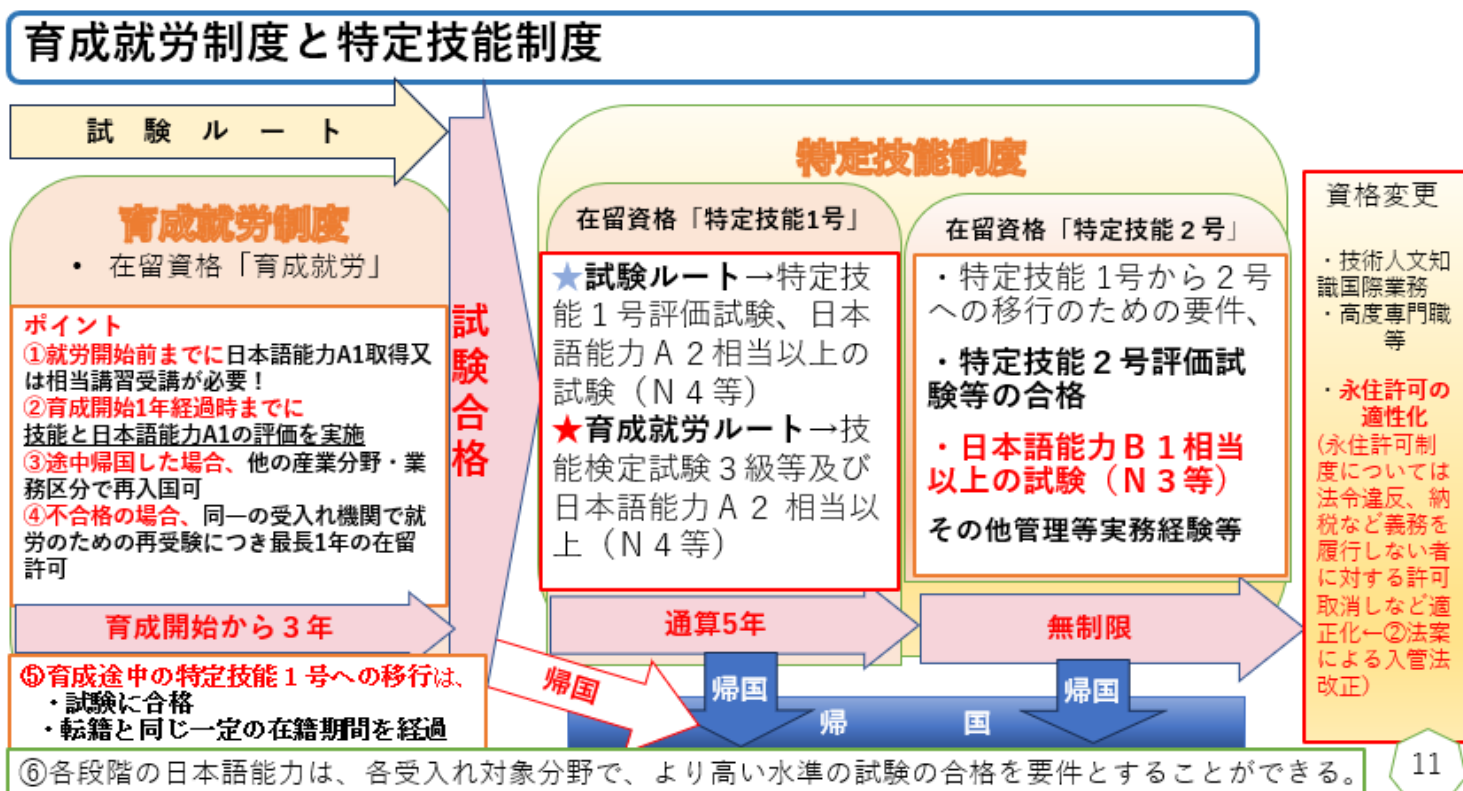 育成就労制度と特定技能制度
試験ルート
育成就労制度
• 在留資格「育成就労」
ポイント
①就労開始前までに日本語能力A1取得又
は相当講習受講が必要！
②育成開始1年経過時までに
技能と日本語能力A1の評価を実施
③途中帰国した場合、他の産業分野・業
務区分で再入国可
④不合格の場合、同一の受入れ機関で就
労のための再受験につき最長1年の在留
許可
育成開始から３年
⑤育成途中の特定技能１号への移行は、
・試験に合格
・転籍と同じ一定の在籍期間を経過
試験合格
帰国
特定技能制度
在留資格「特定技能1号」
★試験ルート→特定技
能１号評価試験、日本
語能力Ａ２相当以上の
試験（Ｎ４等）
★育成就労ルート→技
能検定試験３級等及び
日本語能力Ａ２ 相当以
上（Ｎ４等）
通算5年
帰国
在留資格「特定技能２号」
・特定技能 1号から２号
への移行のための要件、
・特定技能２号評価試
験等の合格
・日本語能力Ｂ１相当
以上の試験（Ｎ３等）
その他管理等実務経験等
無制限
帰国
帰国
資格変更
・技術人文知
識国際業務
・高度専門職
等
・永住許可の
適性化
(永住許可制
度については
法令違反、納
税など義務を
履行しない者
に対する許可
取消しなど適
正化←②法案
による入管法
改正)
⑥各段階の日本語能力は、各受入れ対象分野で、より高い水準の試験の合格を要件とすることができる。
11